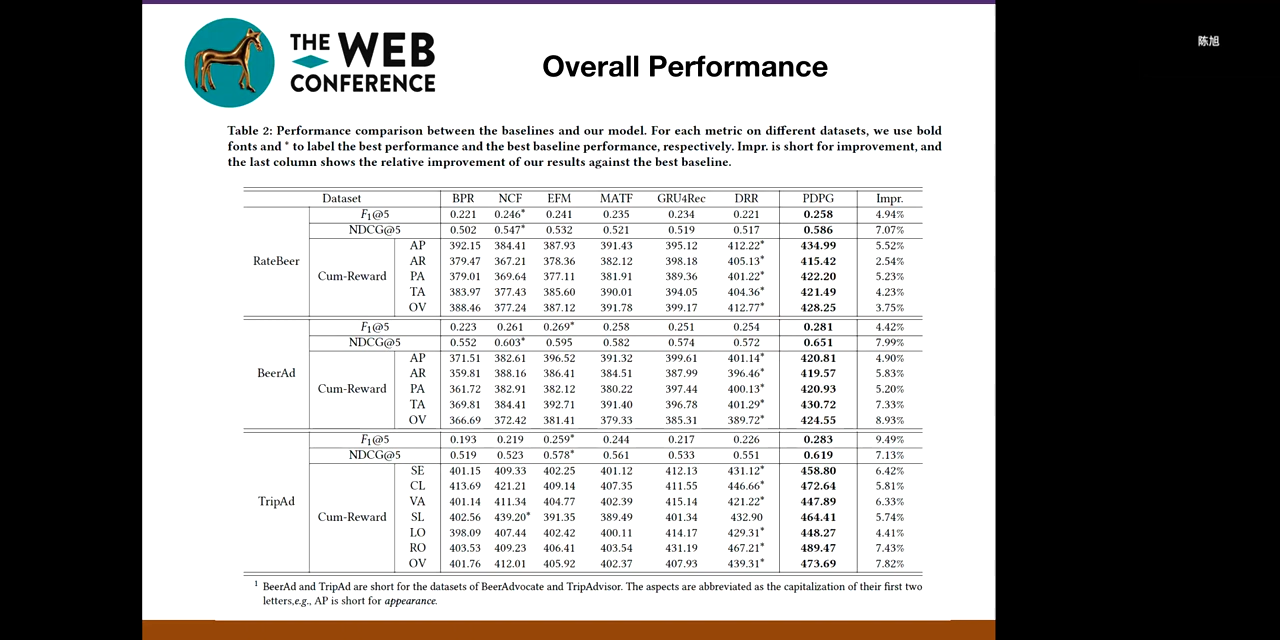 THE WEB
CONFERENCE
Overall Performance
陈旭
Table 2: Performance comparison between the baselines and our model. For each metric on different datasets, we use bold
fonts and * to label the best performance and the best baseline performance, respectively. Impr. is short for improvement, and
the last column shows the relative improvement of our results against the best baseline.
Dataset BPR NCF EFM MATF GRU4Rec DRR PDPG Impr.
F1@5 0.221 0.246* 0.241 0.235 0.234 0.221 0.258 4.94%
NDCG@5 0.502 0.547* 0.532 0.521 0.519 0.517 0.586 7.07%
AP 392.15 384.41 387.93 391.43 395.12 412.22* 434.99 5.52%
RateBeer AR 379.47 367.21 378.36 382.12 398.18 405.13* 415.42 2.54%
Cum-Reward PA 379.01 369.64 377.11 381.91 389.36 401.22* 422.20 5.23%
TA 383.97 377.43 385.60 390.01 394.05 404.36* 421.49 4.23%
OV 388.46 377.24 387.12 391.78 399.17 412.77* 428.25 3.75%
F1@5 0.223 0.261 0.269* 0.258 0.251 0.254 0.281 4.42%
NDCG@5 0.552 0.603* 0.595 0.582 0.574 0.572 0.651 7.99%
AP 371.51 382.61 396.52 391.32 399.61 401.14* 420.81 4.90%
BeerAd AR 359.81 388.16 386.41 384.51 387.99 396.46* 419.57 5.83%
Cum-Reward PA 361.72 382.91 382.12 380.22 397.44 400.13* 420.93 5.20%
TA 369.81 384.41 392.71 391.40 396.78 401.29* 430.72 7.33%
OV 366.69 372.42 381.41 379.33 385.31 389.72* 424.55 8.93%
F1@5 0.193 0.219 0.259* 0.244 0.217 0.226 0.283 9.49%
NDCG@5 0.519 0.523 0.578* 0.561 0.533 0.551 0.619 7.13%
SE 401.15 409.33 402.25 401.12 412.13 431.12* 458.80 6.42%
CL 413.69 421.21 409.14 407.35 411.55 446.66* 472.64 5.81%
TripAd VA 401.14 411.34 404.77 402.39 415.14 421.22* 447.89 6.33%
Cum-Reward SL 402.56 439.20* 391.35 389.49 401.34 432.90 464.41 5.74%
LO 398.09 407.44 402.42 400.11 414.17 429.31* 448.27 4.41%
RO 403.53 409.23 406.41 403.54 431.19 467.21* 489.47 7.43%
OV 401.76 412.01 405.92 402.37 407.93 439.31* 473.69 7.82%
1 BeerAd and TripAd are short for the datasets of BeerAdvocate and TripAdvisor. The aspects are abbreviated as the capitalization of their first two
letters,e.g., AP is short for appearance.